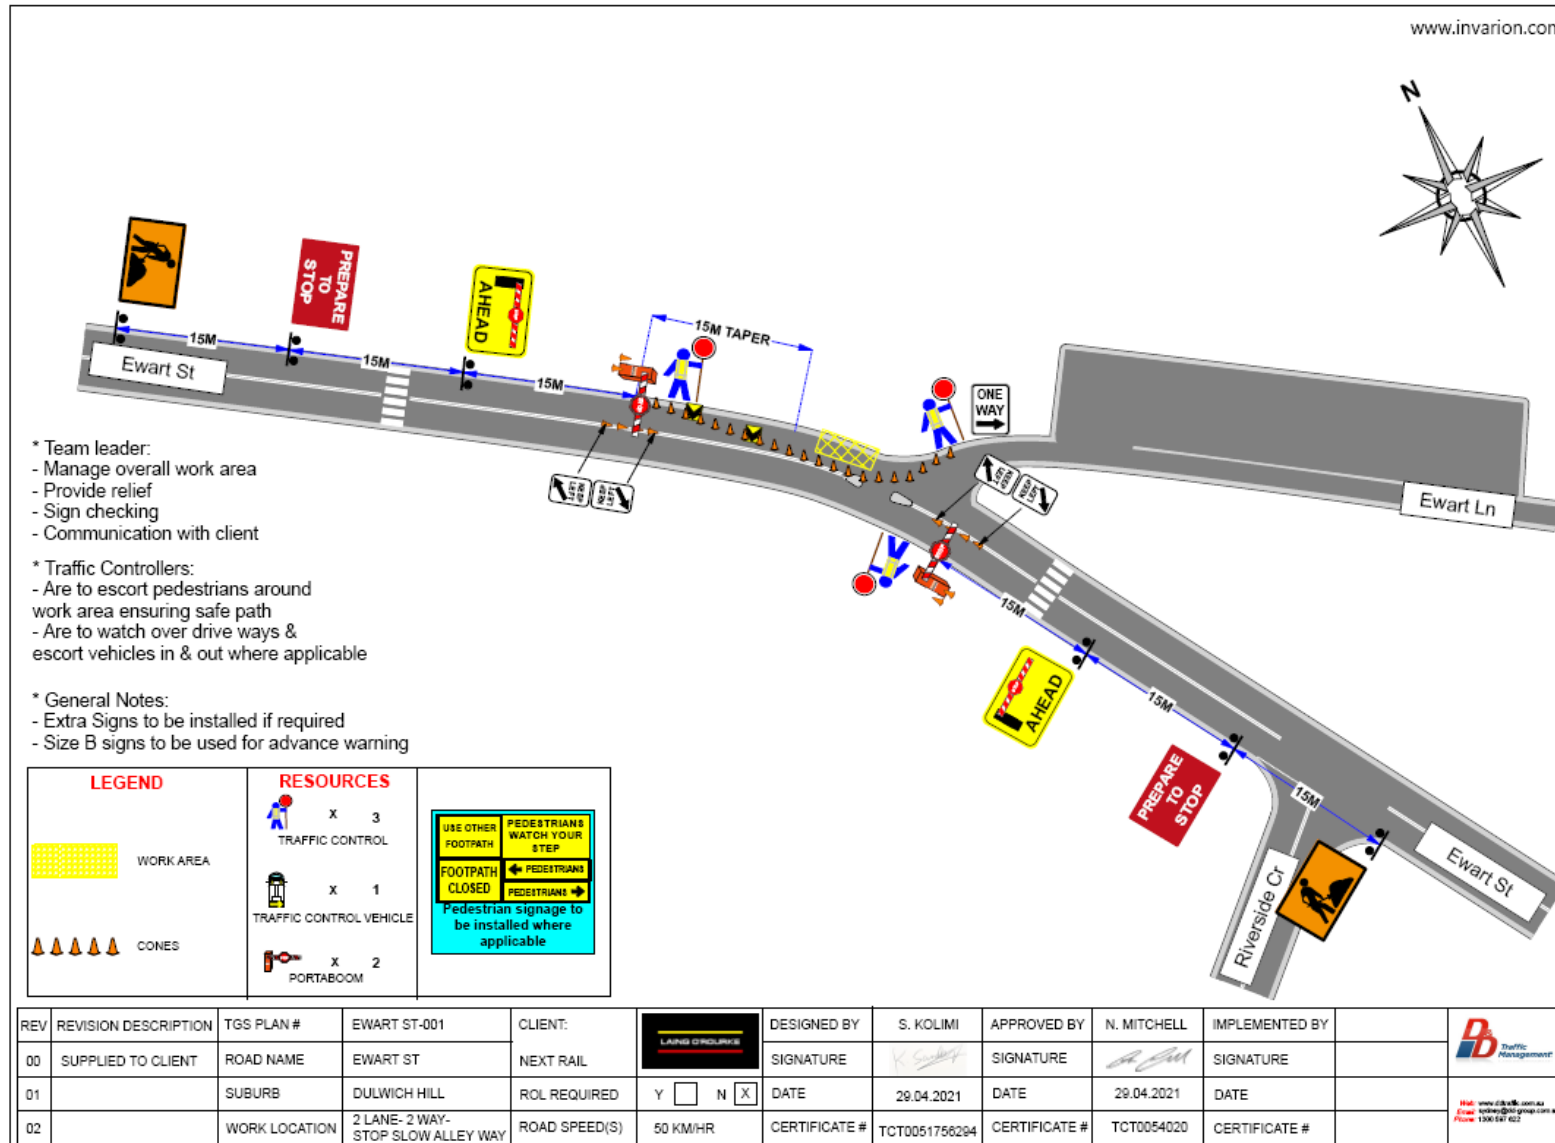 www.invarion.com
N
PREPARE
TO
STOP
AHEAD
15M TAPER
15M
15M
15M
Ewart St
ONE
WAY
KEEP
LEFT
KEEP
LEFT
KEEP
LEFT
KEEP
LEFT
Ewart Ln
* Team leader:
- Manage overall work area
- Provide relief
- Sign checking
- Communication with client
* Traffic Controllers:
- Are to escort pedestrians around
work area ensuring safe path
- Are to watch over drive ways &
escort vehicles in & out where applicable
* General Notes:
- Extra Signs to be installed if required
- Size B signs to be used for advance warning
15M
AHEAD
15M
PREPARE
TO
STOP
15M
Ewart St
Riverside Cr
LEGEND
WORK AREA
CONES
RESOURCES
x 3
TRAFFIC CONTROL
x 1
TRAFFIC CONTROL VEHICLE
x 2
PORTABOOM
USE OTHER
FOOTPATH
PEDESTRIANS
WATCH YOUR
STEP
FOOTPATH
CLOSED
PEDESTRIANS
PEDESTRIANS
Pedestrian signage to
be installed where
applicable
REV REVISION DESCRIPTION TGS PLAN # EWART ST-001 CLIENT: LAING O'ROURKE DESIGNED BY S. KOLIMI APPROVED BY N. MITCHELL IMPLEMENTED BY
00 SUPPLIED TO CLIENT ROAD NAME EWART ST NEXT RAIL SIGNATURE SIGNATURE SIGNATURE
01 SUBURB DULWICH HILL ROL REQUIRED Y N X DATE 29.04.2021 DATE 29.04.2021 DATE
02 WORK LOCATION 2 LANE- 2 WAY-
STOP SLOW ALLEY WAY ROAD SPEED(S) 50 KM/HR CERTIFICATE # TCT0051756294 CERTIFICATE # TCT0054020 CERTIFICATE #
D&D
Traffic
Management